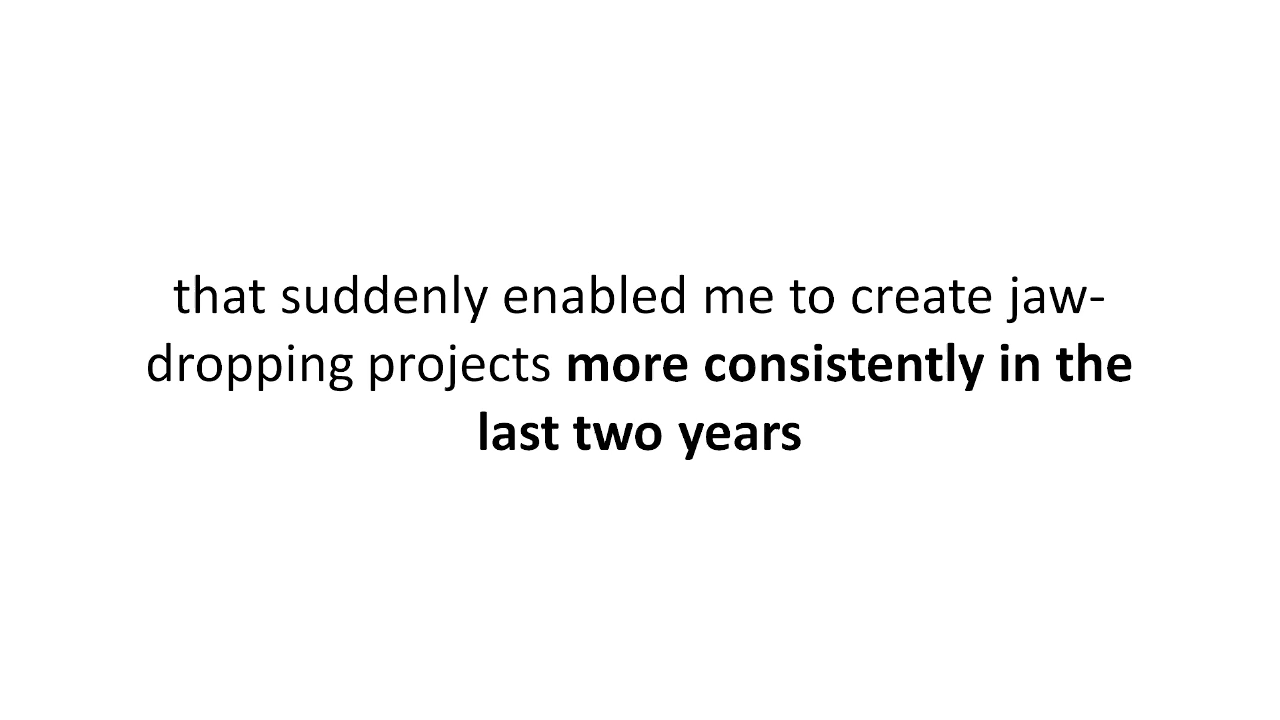 that suddenly enabled me to create jaw-
dropping projects more consistently in the
last two years